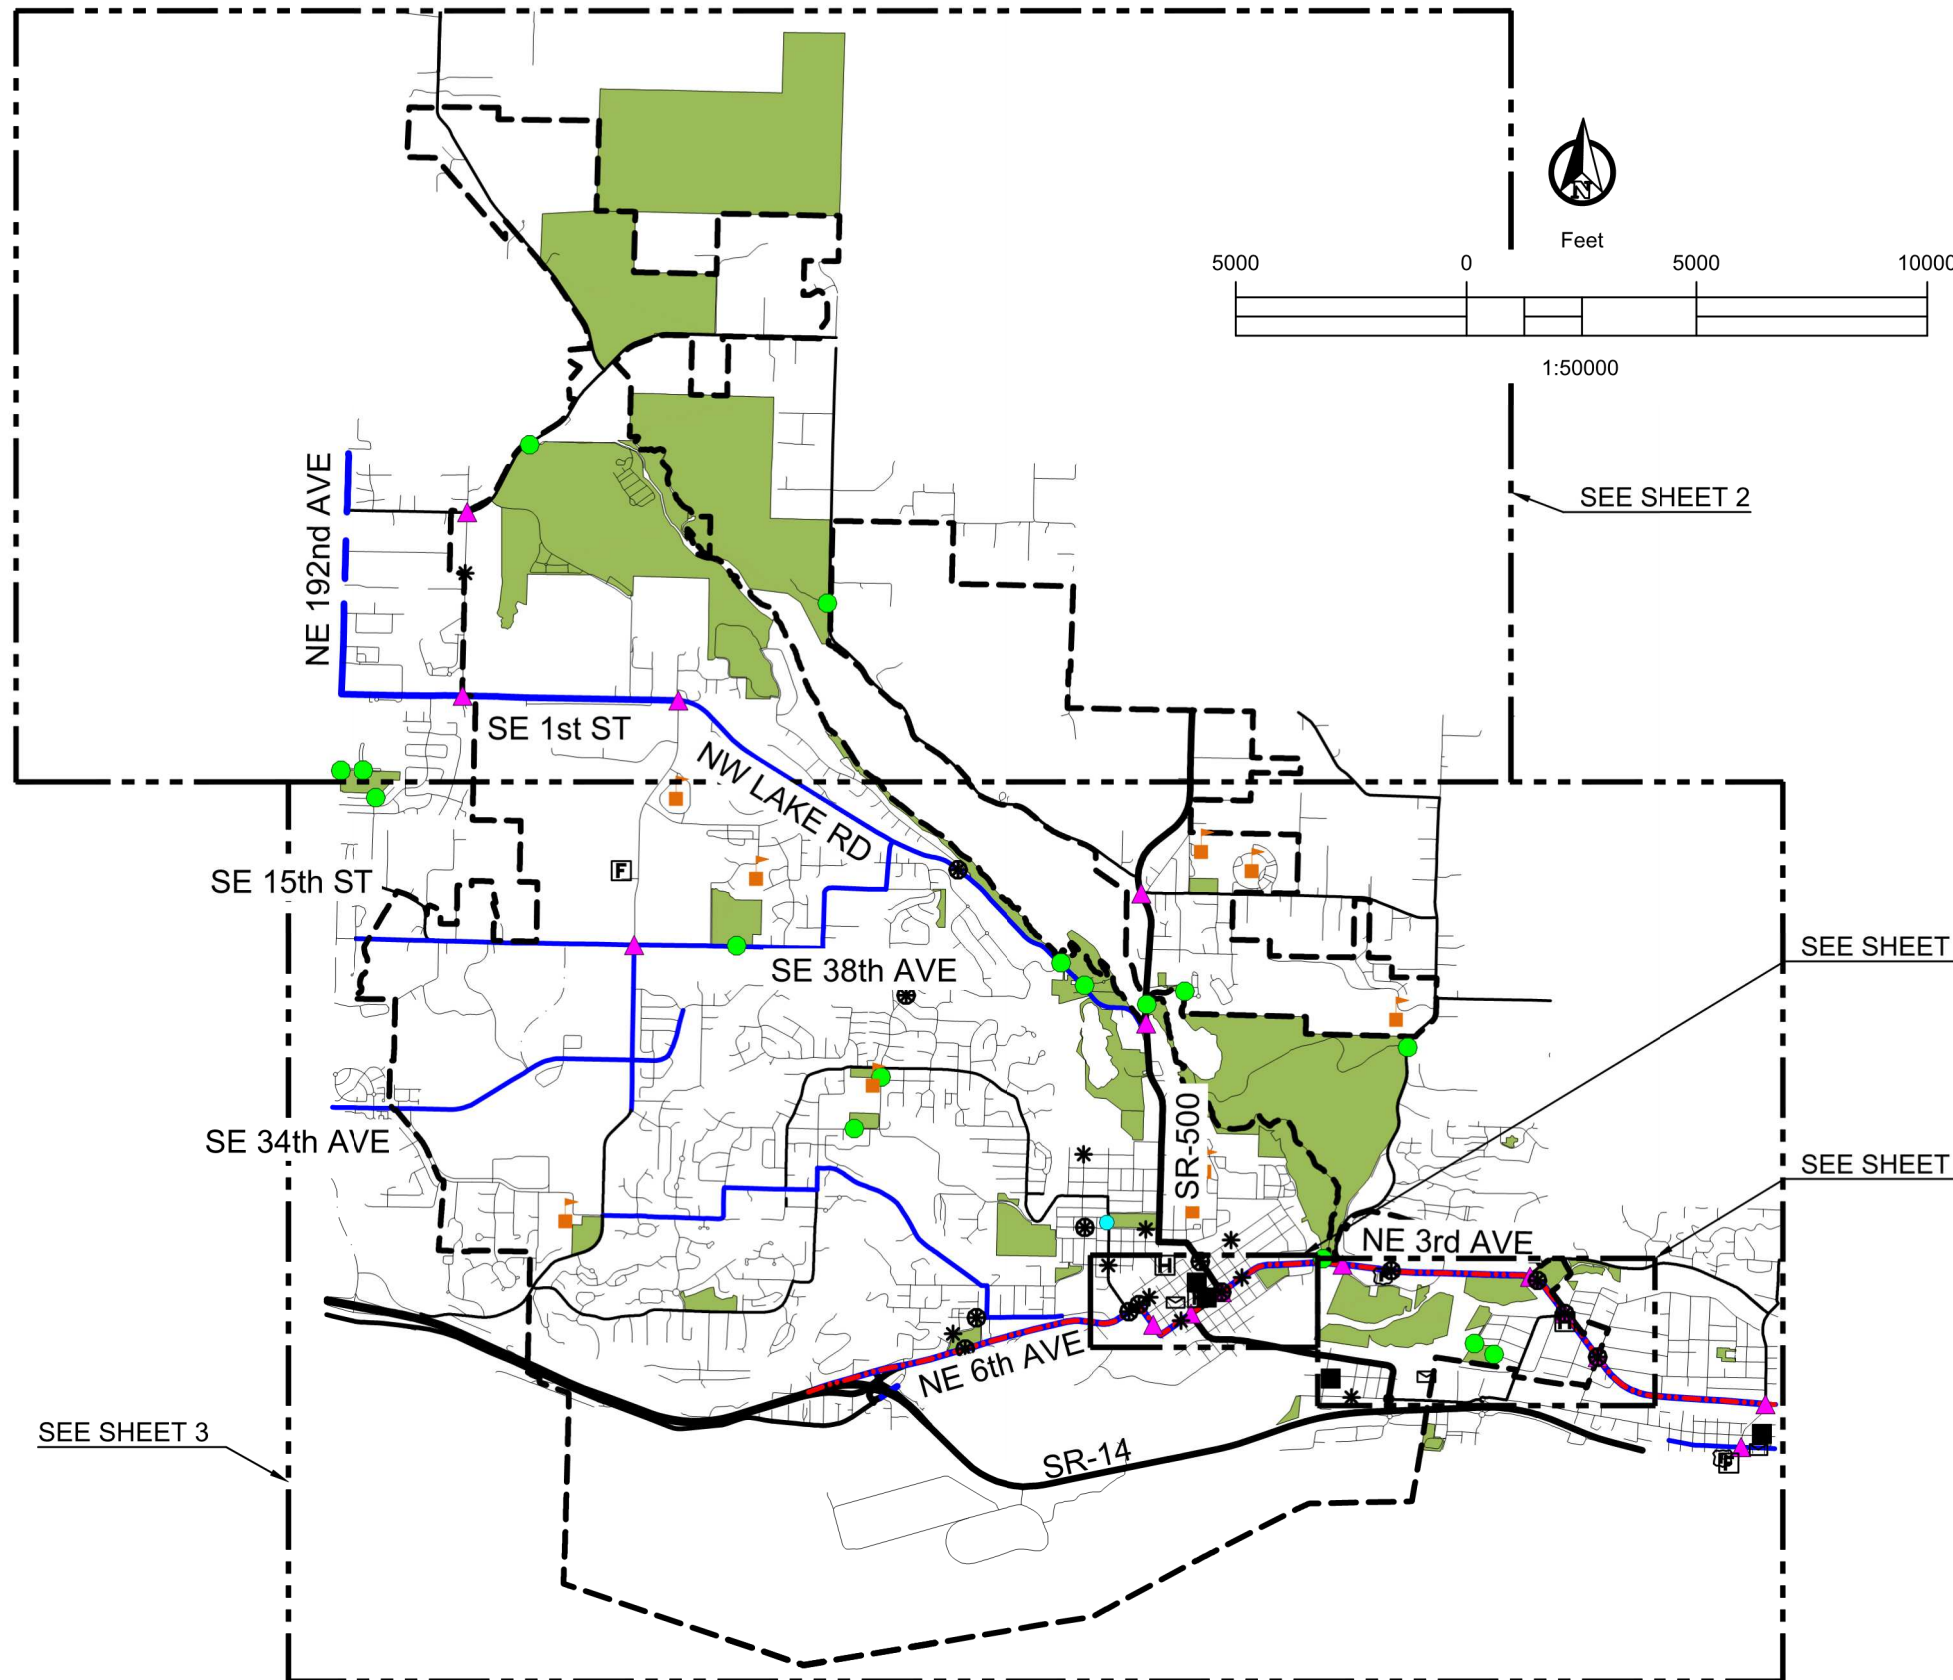 N
Feet
5000 0 5000 10000
1:50000
SEE SHEET 2
NE 192nd AVE
SE 1st ST
NW LAKE RD
SE 15th ST
F
SE 38th AVE
SEE SHEET
SE 34th AVE
SR-500
SEE SHEET
NE 3rd AVE
H
H
NE 6th AVE
SEE SHEET 3
SR-14
F